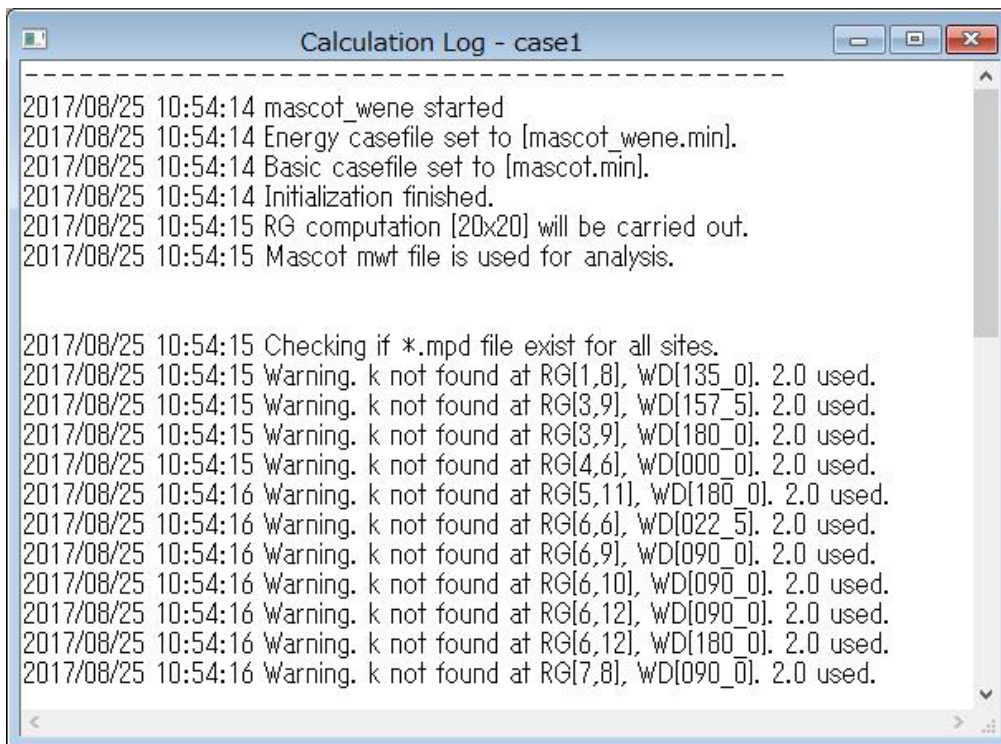 Calculation Log - case1
--------------------------------------------
2017/08/25 10:54:14 mascot_wene started
2017/08/25 10:54:14 Energy casefile set to [mascot_wene.min].
2017/08/25 10:54:14 Basic casefile set to [mascot.min].
2017/08/25 10:54:14 Initialization finished.
2017/08/25 10:54:15 RG computation [20x20] will be carried out.
2017/08/25 10:54:15 Mascot mwt file is used for analysis.
2017/08/25 10:54:15 Checking if *.mpd file exist for all sites.
2017/08/25 10:54:15 Warning. k not found at RG[1,8], WD[135_0]. 2.0 used.
2017/08/25 10:54:15 Warning. k not found at RG[3,9], WD[157_5]. 2.0 used.
2017/08/25 10:54:15 Warning. k not found at RG[3,9], WD[180_0]. 2.0 used.
2017/08/25 10:54:15 Warning. k not found at RG[4,6], WD[000_0]. 2.0 used.
2017/08/25 10:54:16 Warning. k not found at RG[5,11], WD[180_0]. 2.0 used.
2017/08/25 10:54:16 Warning. k not found at RG[6,6], WD[022_5]. 2.0 used.
2017/08/25 10:54:16 Warning. k not found at RG[6,9], WD[090_0]. 2.0 used.
2017/08/25 10:54:16 Warning. k not found at RG[6,10], WD[090_0]. 2.0 used.
2017/08/25 10:54:16 Warning. k not found at RG[6,12], WD[090_0]. 2.0 used.
2017/08/25 10:54:16 Warning. k not found at RG[6,12], WD[180_0]. 2.0 used.
2017/08/25 10:54:16 Warning. k not found at RG[7,8], WD[090_0]. 2.0 used.